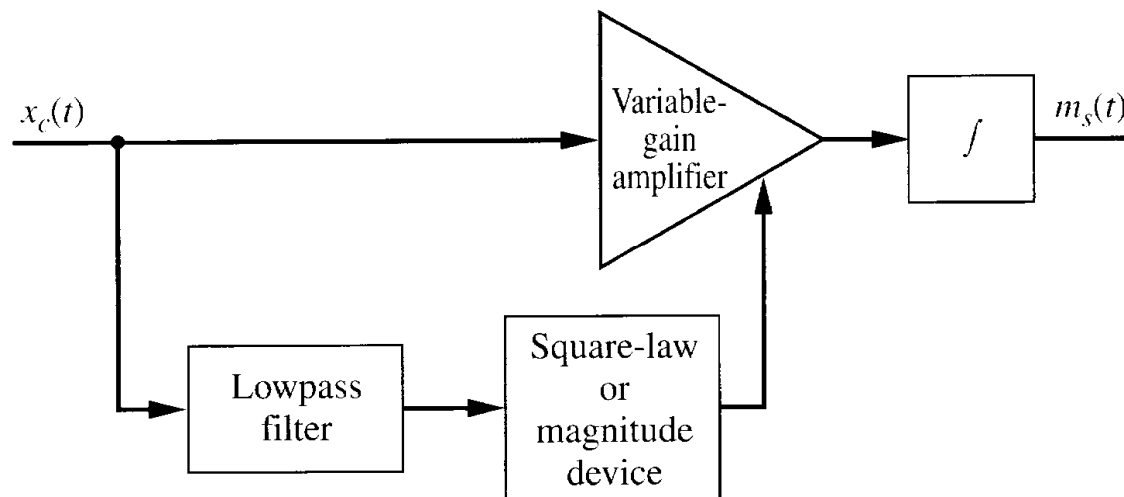 x_c(t)
Variable-
gain
amplifier
∫
m_s(t)
Lowpass
filter
Square-law
or
magnitude
device